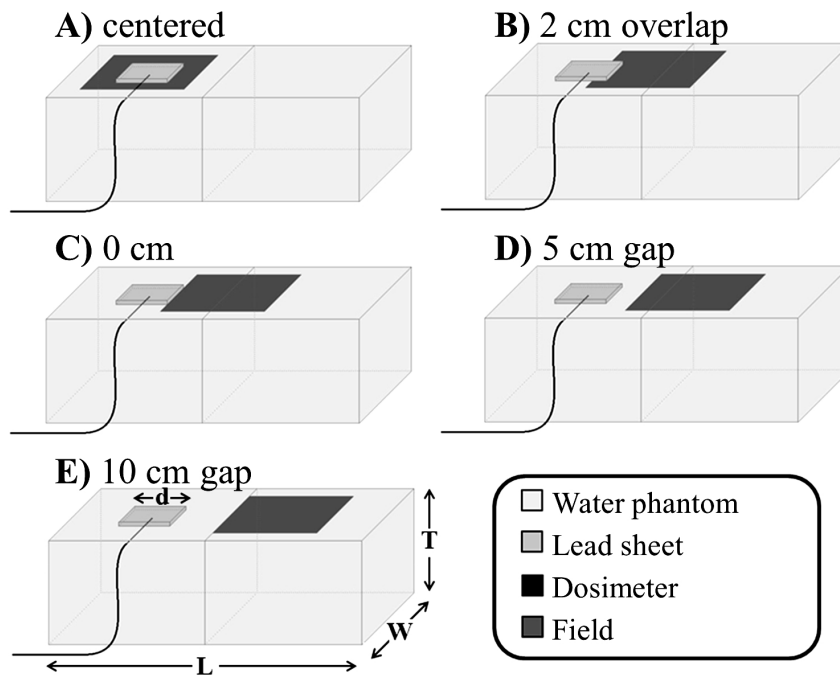 A) centered
B) 2 cm overlap
C) 0 cm
D) 5 cm gap
E) 10 cm gap
d
T
W
L
Water phantom
Lead sheet
Dosimeter
Field